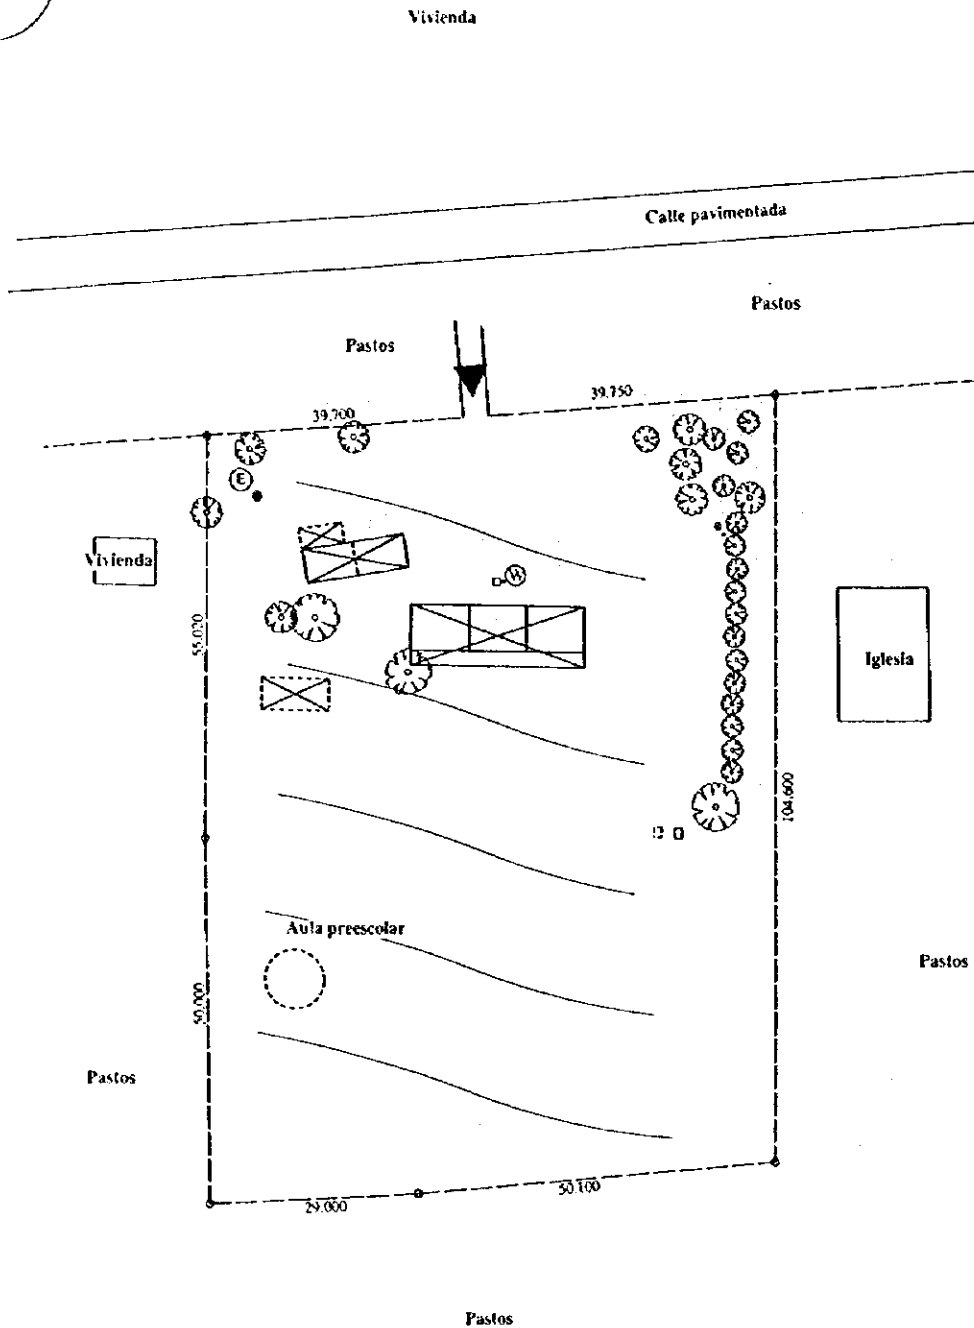 Vivienda
Calle pavimentada
Pastos
Pastos
39.700
39.750
E
Vivienda
W
55.020
Iglesia
104.600
Aula preescolar
Pastos
50.000
Pastos
29.000
50.100
Pastos